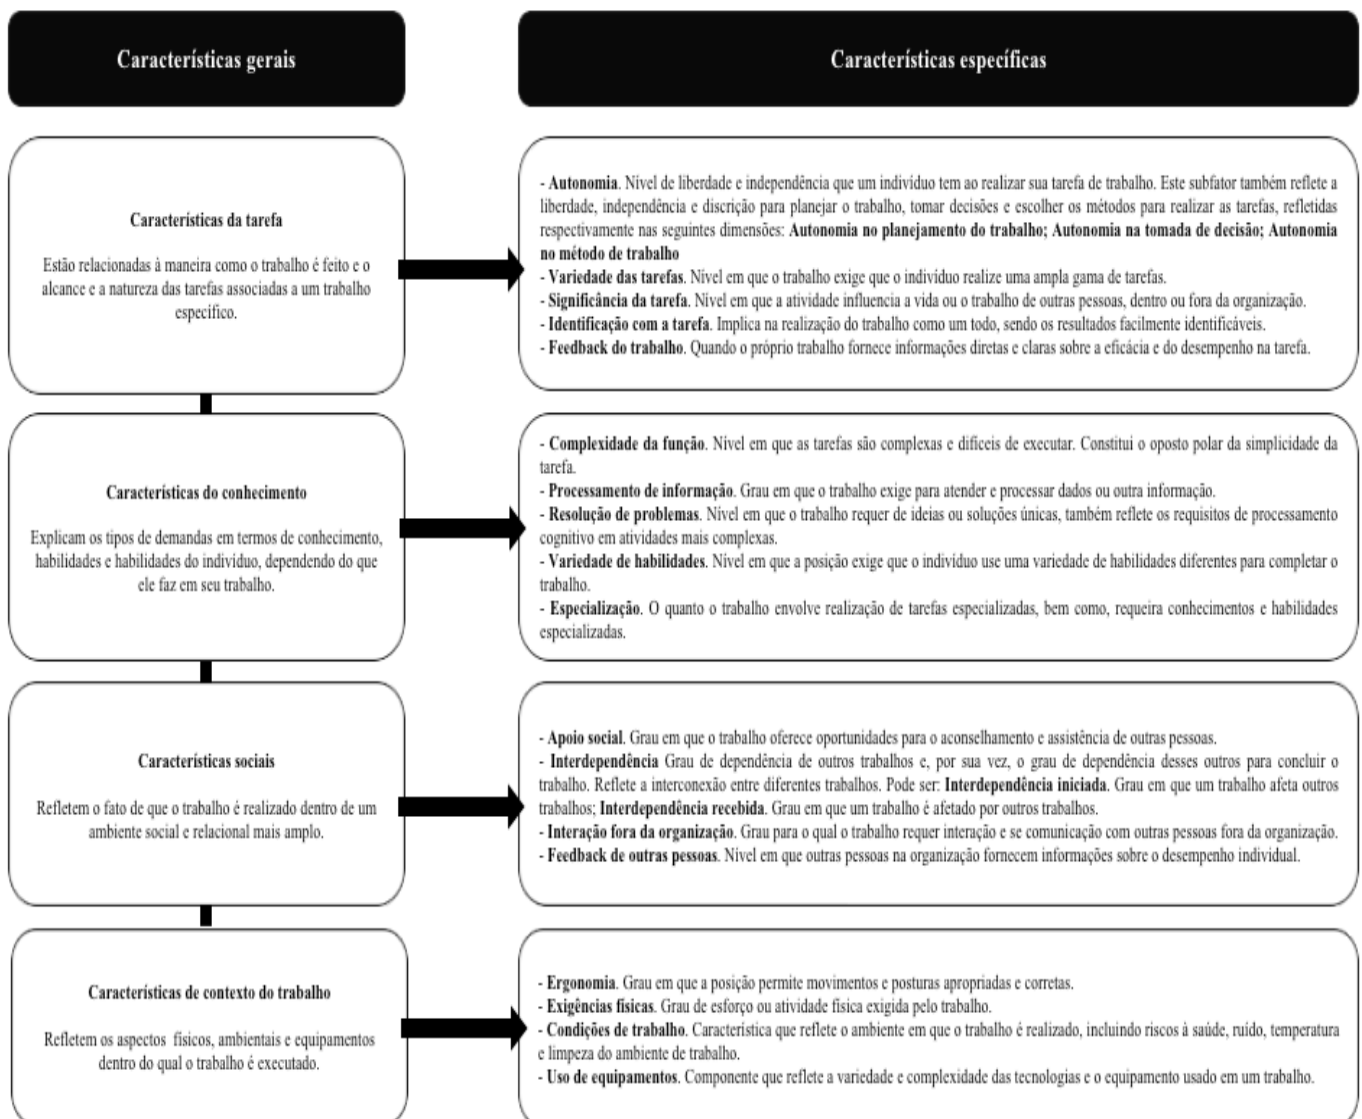 Características gerais
Características específicas
Características da tarefa
Estão relacionadas à maneira como o trabalho é feito e o
alcance e a natureza das tarefas associadas a um trabalho
específico.
- Autonomia. Nível de liberdade e independência que um indivíduo tem ao realizar sua tarefa de trabalho. Este subfator também reflete a
liberdade, independência e discrição para planejar o trabalho, tomar decisões e escolher os métodos para realizar as tarefas, refletidas
respectivamente nas seguintes dimensões: Autonomia no planejamento do trabalho; Autonomia na tomada de decisão; Autonomia
no método de trabalho
- Variedade das tarefas. Nível em que o trabalho exige que o indivíduo realize uma ampla gama de tarefas.
- Significância da tarefa. Nível em que a atividade influencia a vida ou o trabalho de outras pessoas, dentro ou fora da organização.
- Identificação com a tarefa. Implica na realização do trabalho como um todo, sendo os resultados facilmente identificáveis.
- Feedback do trabalho. Quando o próprio trabalho fornece informações diretas e claras sobre a eficácia e do desempenho na tarefa.
Características do conhecimento
Explicam os tipos de demandas em termos de conhecimento,
habilidades e habilidades do indivíduo, dependendo do que
ele faz em seu trabalho.
- Complexidade da função. Nível em que as tarefas são complexas e difíceis de executar. Constitui o oposto polar da simplicidade da
tarefa.
- Processamento de informação. Grau em que o trabalho exige para atender e processar dados ou outra informação.
- Resolução de problemas. Nível em que o trabalho requer de ideias ou soluções únicas, também reflete os requisitos de processamento
cognitivo em atividades mais complexas.
- Variedade de habilidades. Nível em que a posição exige que o indivíduo use uma variedade de habilidades diferentes para completar o
trabalho.
- Especialização. O quanto o trabalho envolve realização de tarefas especializadas, bem como, requeira conhecimentos e habilidades
especializadas.
Características sociais
Refletem o fato de que o trabalho é realizado dentro de um
ambiente social e relacional mais amplo.
- Apoio social. Grau em que o trabalho oferece oportunidades para o aconselhamento e assistência de outras pessoas.
- Interdependência Grau de dependência de outros trabalhos e, por sua vez, o grau de dependência desses outros para concluir o
trabalho. Reflete a interconexão entre diferentes trabalhos. Pode ser: Interdependência iniciada. Grau em que um trabalho afeta outros
trabalhos; Interdependência recebida. Grau em que um trabalho é afetado por outros trabalhos.
- Interação fora da organização. Grau para o qual o trabalho requer interação e se comunicação com outras pessoas fora da organização.
- Feedback de outras pessoas. Nível em que outras pessoas na organização fornecem informações sobre o desempenho individual.
Características de contexto do trabalho
Refletem os aspectos físicos, ambientais e equipamentos
dentro do qual o trabalho é executado.
- Ergonomia. Grau em que a posição permite movimentos e posturas apropriadas e corretas.
- Exigências físicas. Grau de esforço ou atividade física exigida pelo trabalho.
- Condições de trabalho. Característica que reflete o ambiente em que o trabalho é realizado, incluindo riscos à saúde, ruído, temperatura
e limpeza do ambiente de trabalho.
- Uso de equipamentos. Componente que reflete a variedade e complexidade das tecnologias e o equipamento usado em um trabalho.